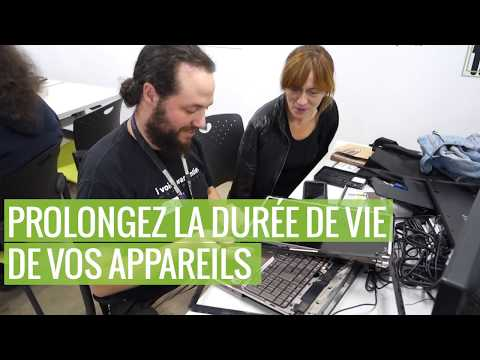 PROLONGEZ LA DURÉE DE VIE
DE VOS APPAREILS